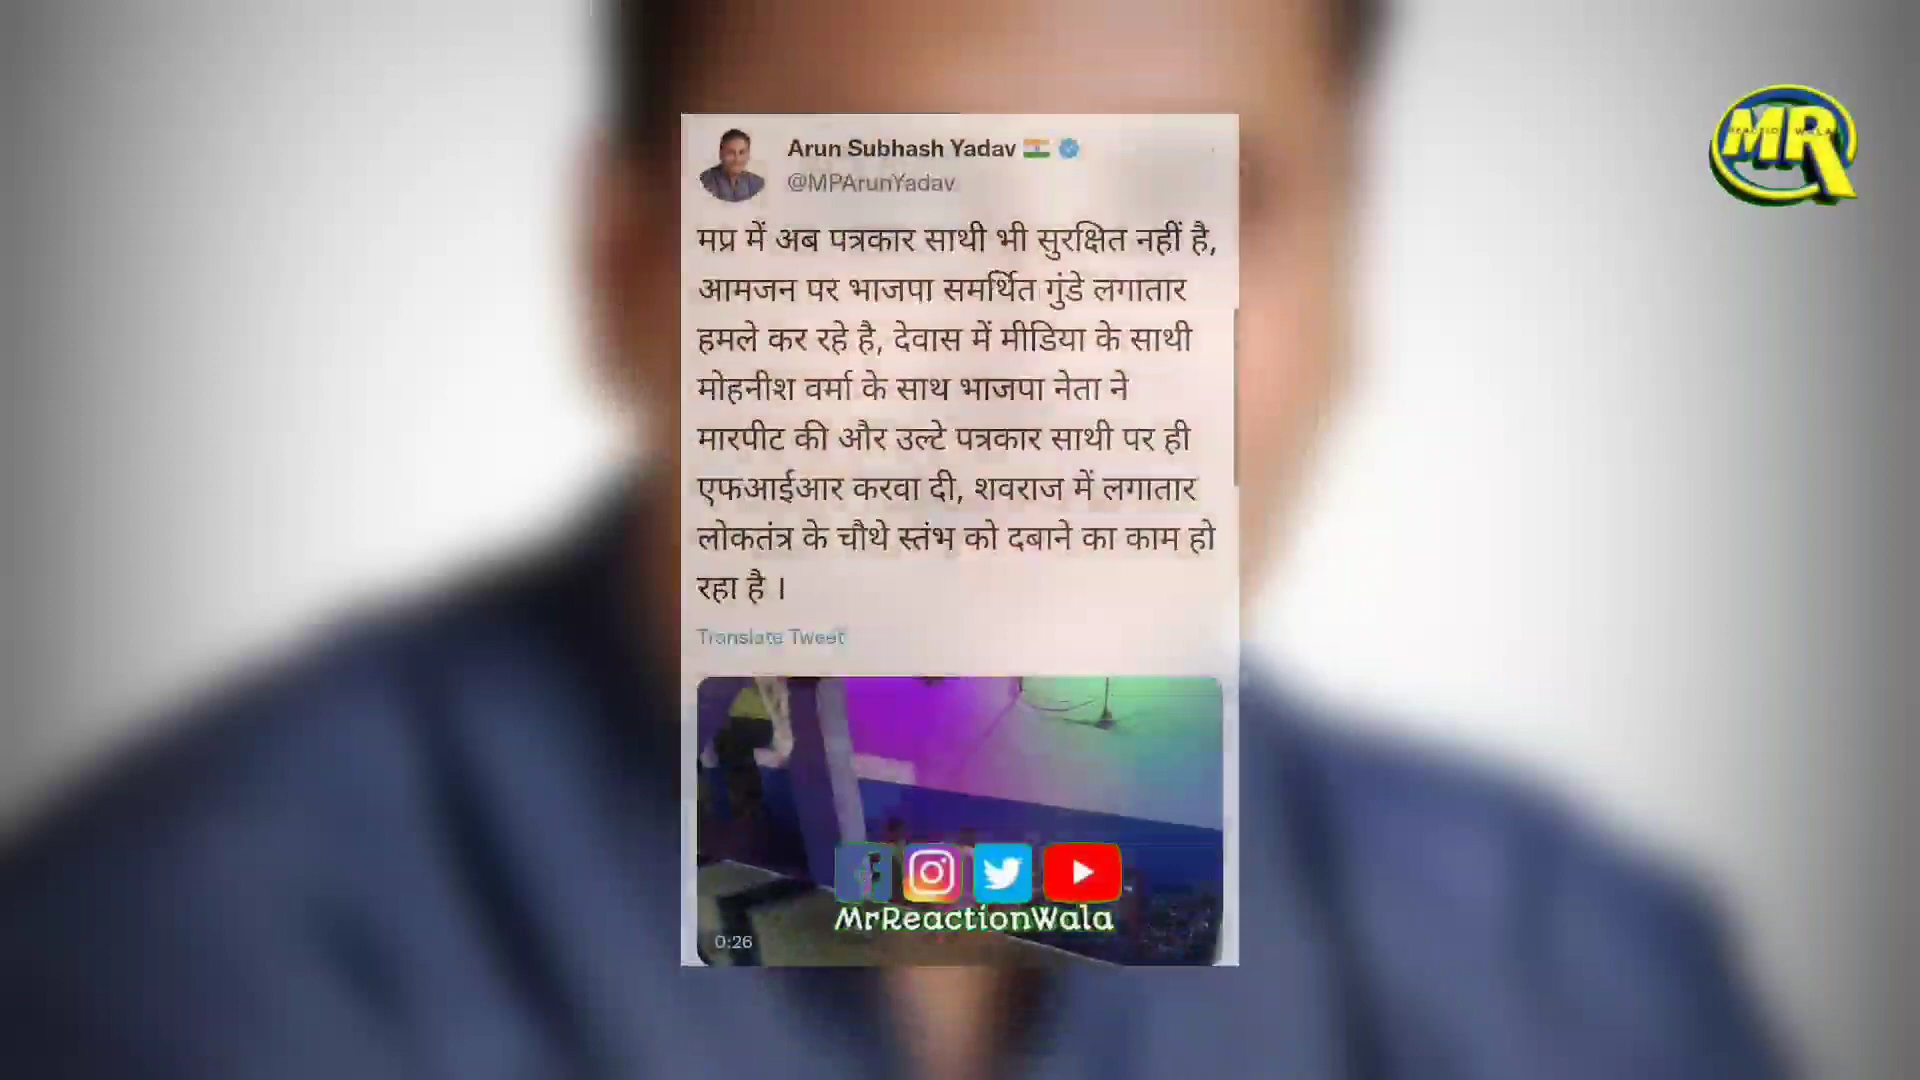 Arun Subhash Yadav
@MPArunYadav
मप्र में अब पत्रकार साथी भी सुरक्षित नहीं है,
आमजन पर भाजपा समर्थित गुंडे लगातार
हमले कर रहे है, देवास में मीडिया के साथी
मोहनीश वर्मा के साथ भाजपा नेता ने
मारपीट की और उल्टे पत्रकार साथी पर ही
एफआईआर करवा दी, शवराज में लगातार
लोकतंत्र के चौथे स्तंभ को दबाने का काम हो
रहा है ।
Translate Tweet
MrReactionWala
0:26
MR
REACTION WALA